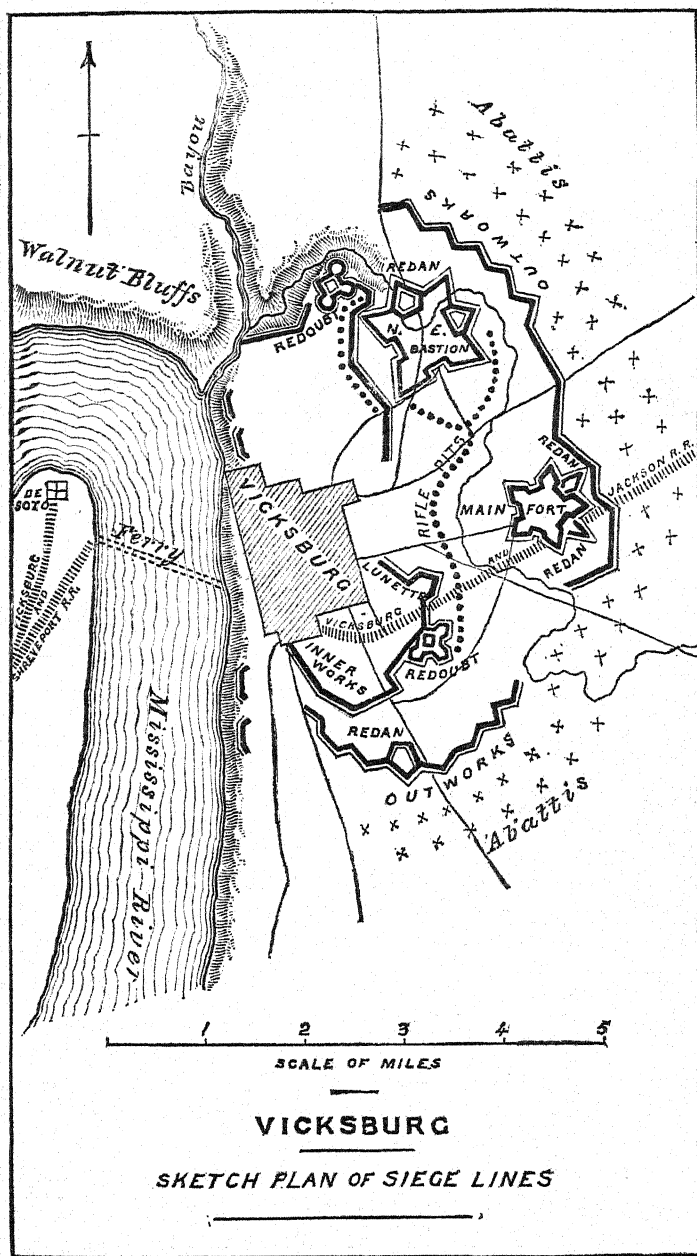 Abattis
OUTWORKS
Bayou
Walnut Bluffs
REDAN
REDOUBT
N. E.
BASTION
REDAN
JACKSON R.R.
DE
SOTO
VICKSBURG
PITS
RIFLE
MAIN FORT
Ferry
AND
REDAN
VICKSBURG
AND
SHREVEPORT R.R.
LUNETTE
VICKSBURG
INNER
WORKS
REDOUBT
Mississippi River
REDAN
OUTWORKS
Abattis
1 2 3 4 5
SCALE OF MILES
VICKSBURG
SKETCH PLAN OF SIEGE LINES